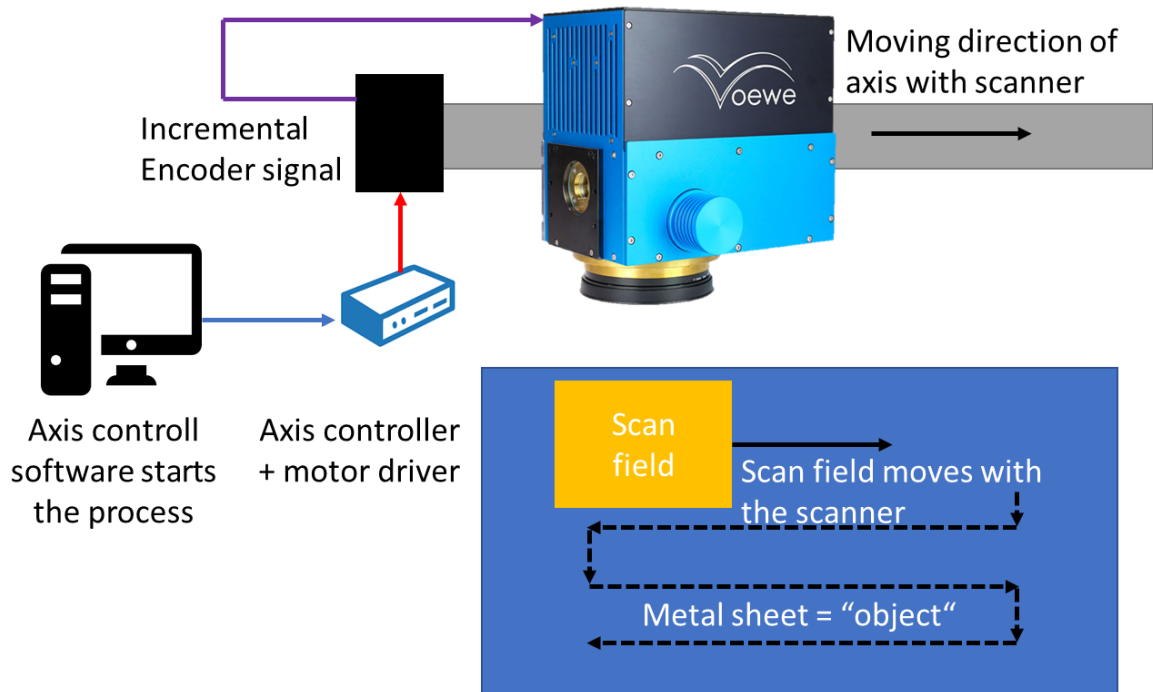 Moving direction of
axis with scanner
oewe
Incremental
Encoder signal
Axis controll
software starts
the process
Axis controller
+ motor driver
Scan
field
Scan field moves with
the scanner
Metal sheet = “object“